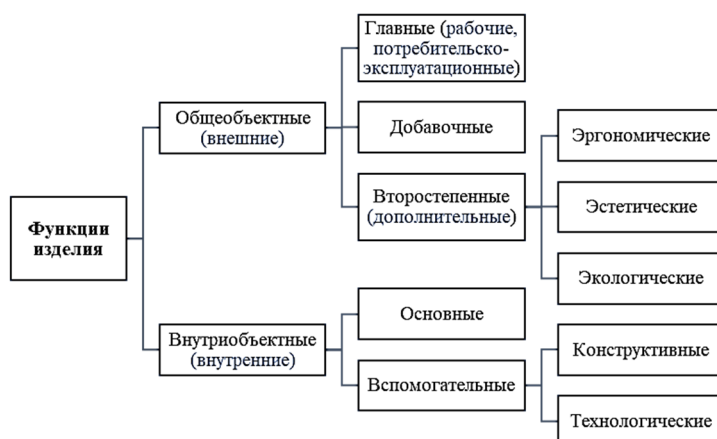 Функции
изделия
Общеобъектные
(внешние)
Главные (рабочие,
потребительско-
эксплуатационные)
Добавочные
Второстепенные
(дополнительные)
Эргономические
Эстетические
Экологические
Внутриобъектные
(внутренние)
Основные
Вспомогательные
Конструктивные
Технологические